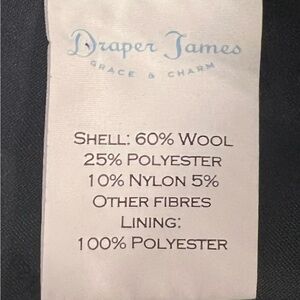 Draper James
GRACE & CHARM
SHELL: 60% WOOL
25% POLYESTER
10% NYLON 5%
OTHER FIBRES
LINING:
100% POLYESTER